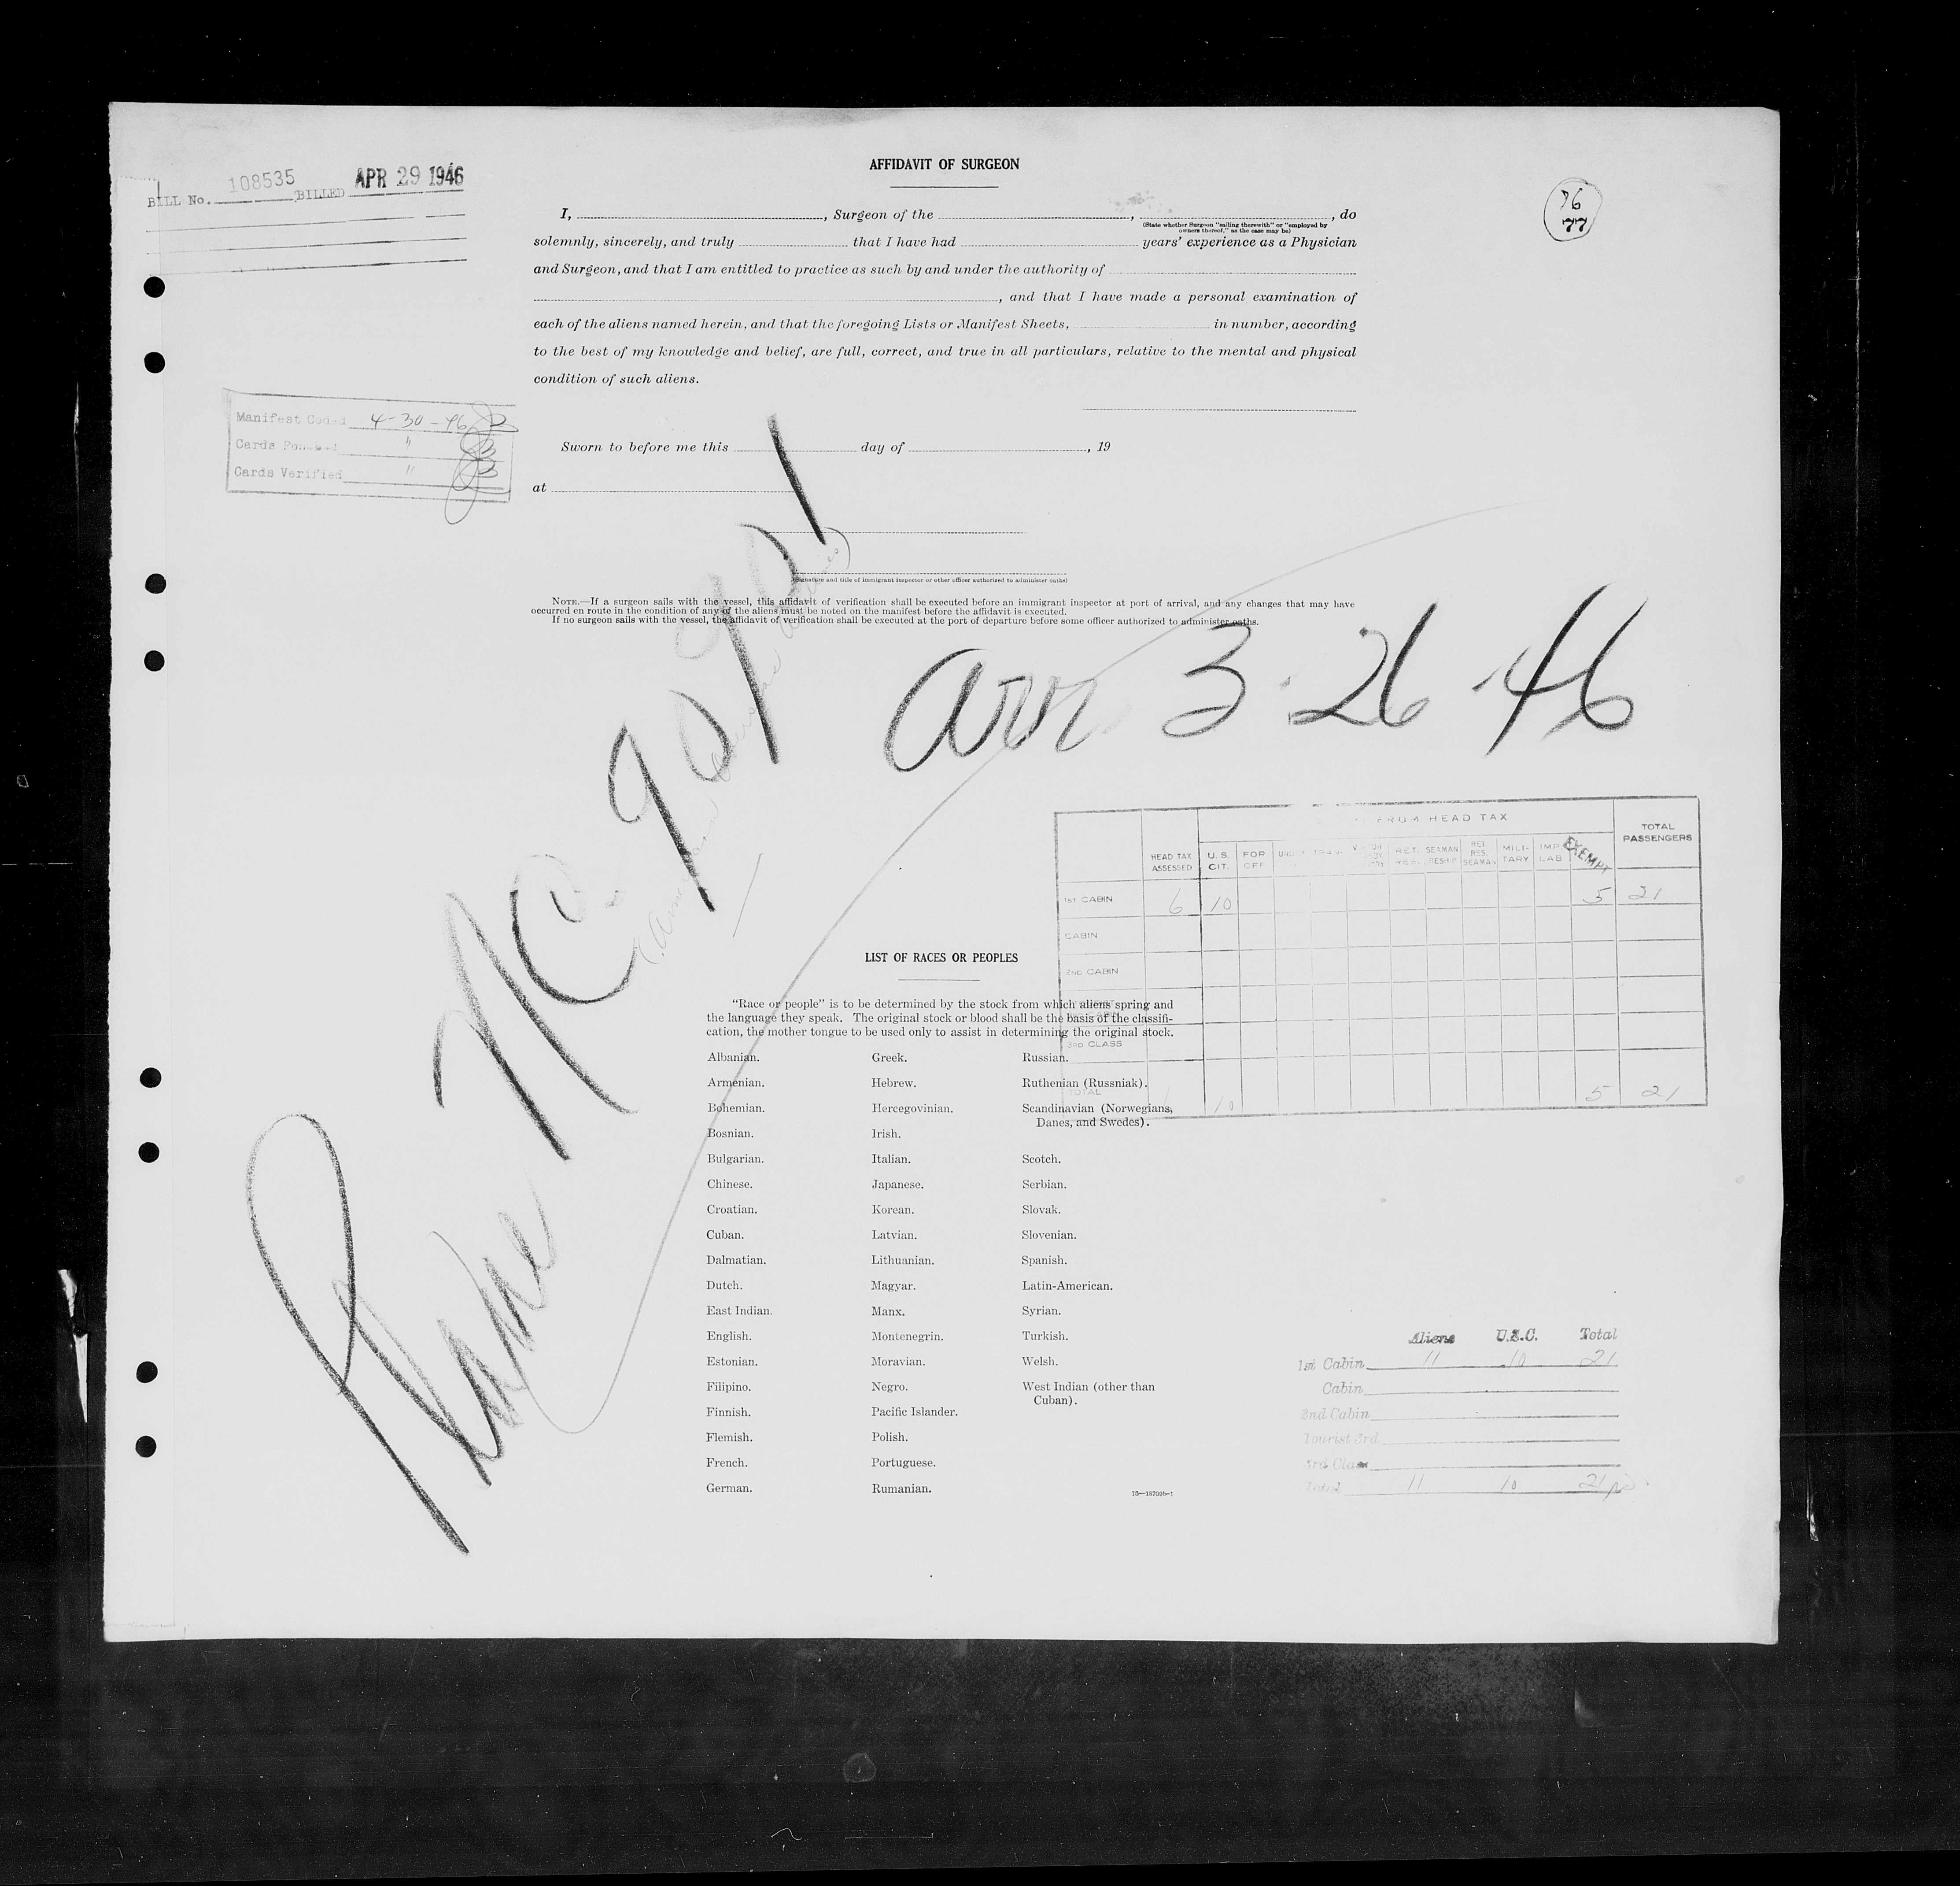 BILL No. 108535 BILLED APR 29 1946
76
77
AFFIDAVIT OF SURGEON
I, , Surgeon of the , , do
(State whether Surgeon "sailing therewith" or "employed by
owners thereof," as the case may be)
solemnly, sincerely, and truly that I have had years' experience as a Physician
and Surgeon, and that I am entitled to practice as such by and under the authority of
, and that I have made a personal examination of
each of the aliens named herein, and that the foregoing Lists or Manifest Sheets, in number, according
to the best of my knowledge and belief, are full, correct, and true in all particulars, relative to the mental and physical
condition of such aliens.
Manifest Coded 4-30-46
Cards Punched "
Cards Verified "
Sworn to before me this day of , 19
at
(Signature and title of immigrant inspector or other officer authorized to administer oaths)
NOTE.—If a surgeon sails with the vessel, this affidavit of verification shall be executed before an immigrant inspector at port of arrival, and any changes that may have
occurred en route in the condition of any of the aliens must be noted on the manifest before the affidavit is executed.
If no surgeon sails with the vessel, the affidavit of verification shall be executed at the port of departure before some officer authorized to administer oaths.
Plane NC
arr 3-26-46
FROM HEAD TAX
HEAD TAX ASSESSED U.S. CIT. FOR OFF RET. RES. SEAMAN RESHIP REI. RES. SEAMAN MILI-TARY IMP LAB EXEMPT TOTAL PASSENGERS
1ST CABIN 6 10 5 21
CABIN
2ND CABIN
3RD CLASS
TOTAL 10 5 21
LIST OF RACES OR PEOPLES
"Race or people" is to be determined by the stock from which aliens spring and
the language they speak. The original stock or blood shall be the basis of the classifi-
cation, the mother tongue to be used only to assist in determining the original stock.
Albanian. Greek. Russian.
Armenian. Hebrew. Ruthenian (Russniak).
Bohemian. Hercegovinian. Scandinavian (Norwegians,
Danes, and Swedes).
Bosnian. Irish.
Bulgarian. Italian. Scotch.
Chinese. Japanese. Serbian.
Croatian. Korean. Slovak.
Cuban. Latvian. Slovenian.
Dalmatian. Lithuanian. Spanish.
Dutch. Magyar. Latin-American.
East Indian. Manx. Syrian.
English. Montenegrin. Turkish.
Estonian. Moravian. Welsh.
Filipino. Negro. West Indian (other than
Cuban).
Finnish. Pacific Islander.
Flemish. Polish.
French. Portuguese.
German. Rumanian.
Aliens U.S.C. Total
1st Cabin 11 10 21
Cabin
2nd Cabin
Tourist 3rd
3rd Class
Total 11 10 21